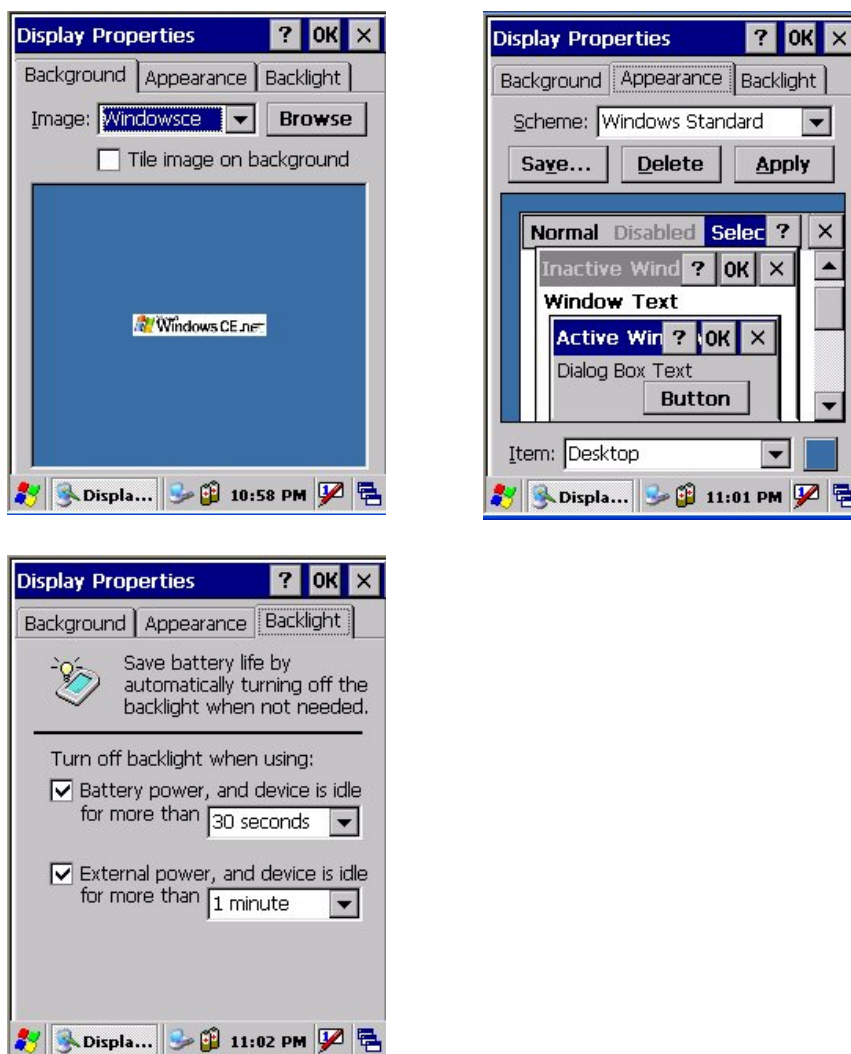 Display Properties ? OK ×
Background Appearance Backlight
Image: Windowsce Browse
Tile image on background
Windows CE.net
Displa... 10:58 PM
Display Properties ? OK ×
Background Appearance Backlight
Scheme: Windows Standard
Save... Delete Apply
Normal Disabled Selec ? ×
Inactive Wind ? OK ×
Window Text
Active Win ? OK ×
Dialog Box Text
Button
Item: Desktop
Displa... 11:01 PM
Display Properties ? OK ×
Background Appearance Backlight
Save battery life by
automatically turning off the
backlight when not needed.
Turn off backlight when using:
Battery power, and device is idle
for more than 30 seconds
External power, and device is idle
for more than 1 minute
Displa... 11:02 PM